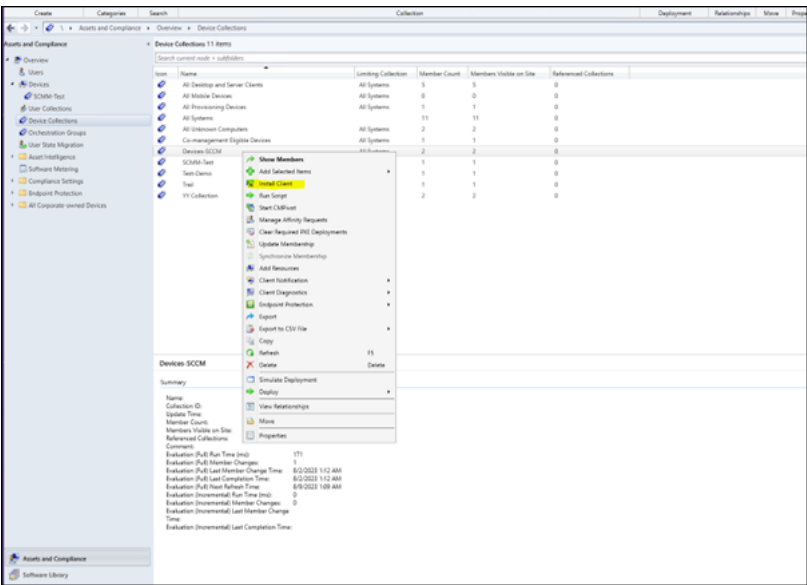 Create Categories Search Collection Deployment Relationships Move Prope
\ Assets and Compliance Overview Device Collections
Assets and Compliance
Device Collections 11 items
Search current node + subfolders
Icon Name Limiting Collection Member Count Members Visible on Site Referenced Collections
All Desktop and Server Clients All Systems 5 5 0
All Mobile Devices All Systems 0 0 0
All Provisioning Devices All Systems 1 1 0
All Systems 11 11 0
All Unknown Computers All Systems 2 2 0
Co-management Eligible Devices All Systems 1 1 0
Devices-SCCM All Systems 2 2 0
SCMM-Test 1 1 0
Test-Demo 1 1 0
Trail 1 1 0
YY Collection 2 2 0
Overview
Users
Devices
SCMM-Test
User Collections
Device Collections
Orchestration Groups
User State Migration
Asset Intelligence
Software Metering
Compliance Settings
Endpoint Protection
All Corporate-owned Devices
Show Members
Add Selected Items
Install Client
Run Script
Start CMPivot
Manage Affinity Requests
Clear Required PXE Deployments
Update Membership
Synchronize Membership
Add Resources
Client Notification
Client Diagnostics
Endpoint Protection
Export
Export to CSV File
Copy
Refresh F5
Delete Delete
Simulate Deployment
Deploy
View Relationships
Move
Properties
Devices-SCCM
Summary
Name:
Collection ID:
Update Time:
Member Count:
Members Visible on Site:
Referenced Collections:
Comment:
Evaluation (Full) Run Time (ms): 171
Evaluation (Full) Member Changes: 1
Evaluation (Full) Last Member Change Time: 8/2/2023 1:12 AM
Evaluation (Full) Last Completion Time: 8/2/2023 1:12 AM
Evaluation (Full) Next Refresh Time: 8/9/2023 1:09 AM
Evaluation (Incremental) Run Time (ms): 0
Evaluation (Incremental) Member Changes: 0
Evaluation (Incremental) Last Member Change
Time:
Evaluation (Incremental) Last Completion Time:
Assets and Compliance
Software Library